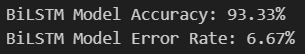 BiLSTM Model Accuracy: 93.33%
BiLSTM Model Error Rate: 6.67%